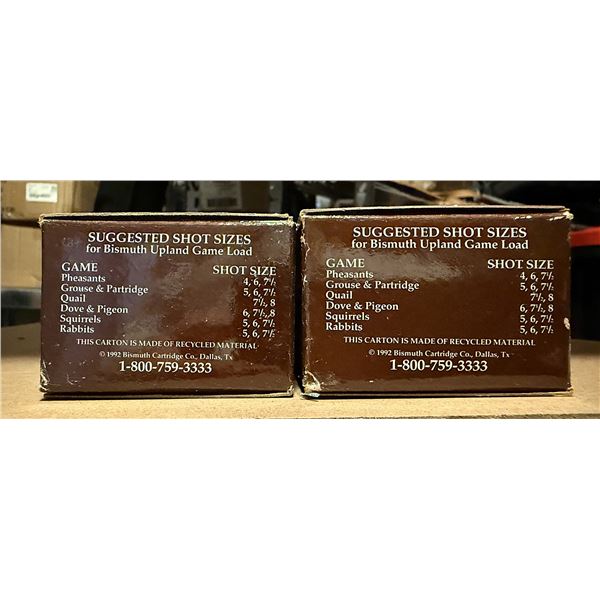 SUGGESTED SHOT SIZES
for Bismuth Upland Game Load
GAME SHOT SIZE
Pheasants 4, 6, 7½
Grouse & Partridge 5, 6, 7½
Quail 7½, 8
Dove & Pigeon 6, 7½, 8
Squirrels 5, 6, 7½
Rabbits 5, 6, 7½
THIS CARTON IS MADE OF RECYCLED MATERIAL
© 1992 Bismuth Cartridge Co., Dallas, Tx
1-800-759-3333
SUGGESTED SHOT SIZES
for Bismuth Upland Game Load
GAME SHOT SIZE
Pheasants 4, 6, 7½
Grouse & Partridge 5, 6, 7½
Quail 7½, 8
Dove & Pigeon 6, 7½, 8
Squirrels 5, 6, 7½
Rabbits 5, 6, 7½
THIS CARTON IS MADE OF RECYCLED MATERIAL
© 1992 Bismuth Cartridge Co., Dallas, Tx
1-800-759-3333